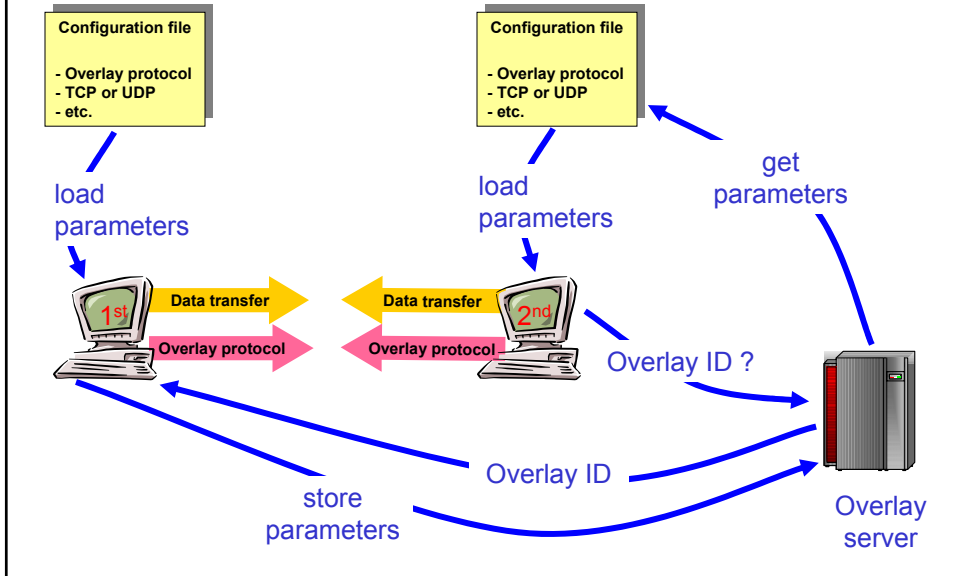 Configuration file
- Overlay protocol
- TCP or UDP
- etc.
Configuration file
- Overlay protocol
- TCP or UDP
- etc.
load
parameters
load
parameters
get
parameters
1st
Data transfer
Overlay protocol
Data transfer
Overlay protocol
2nd
Overlay ID ?
Overlay ID
store
parameters
Overlay
server